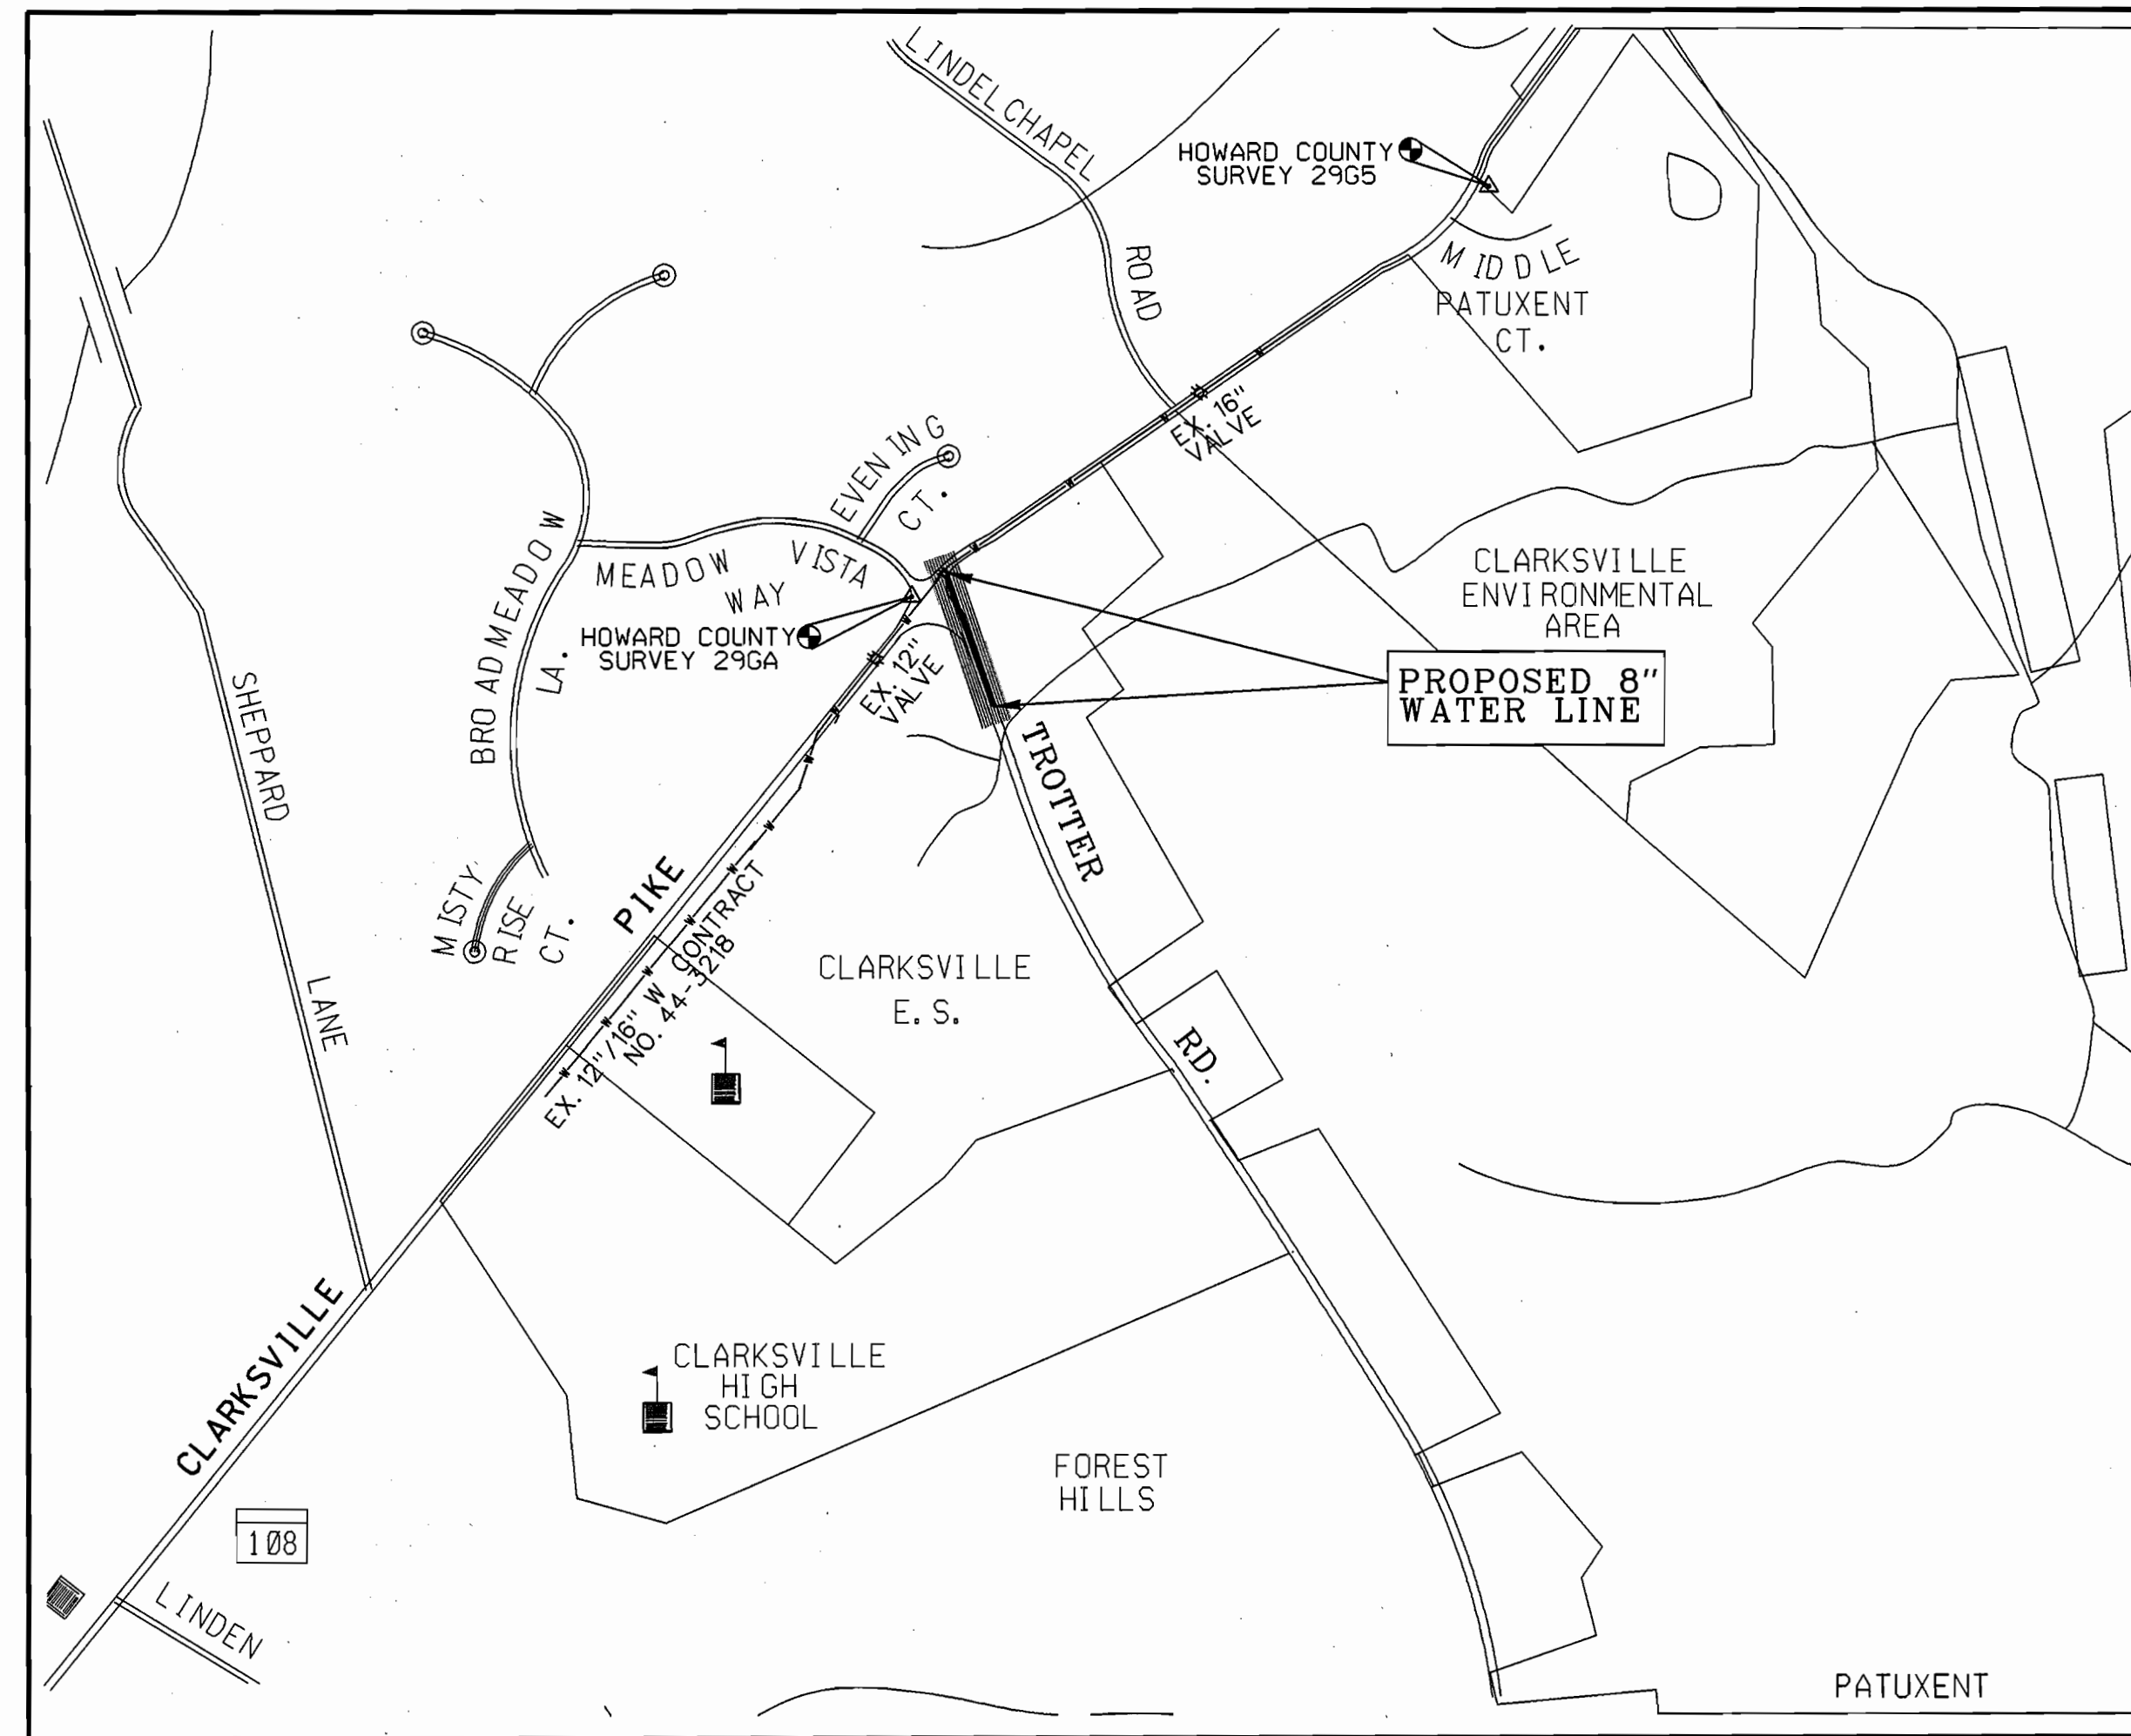 LINDELCHAPEL
ROAD
HOWARD COUNTY
SURVEY 29G5
MIDDLE
PATUXENT
CT.
EX. 16"
VALVE
EVENING
CT.
MEADOW VISTA
WAY
BROADMEADOW
LA.
HOWARD COUNTY
SURVEY 29GA
EX. 12"
VALVE
CLARKSVILLE
ENVIRONMENTAL
AREA
PROPOSED 8"
WATER LINE
SHEPPARD
LANE
TROTTER
RD.
MISTY
RISE
CT.
CLARKSVILLE PIKE
EX. 12"/16" W CONTRACT
NO. 44-3218
CLARKSVILLE
E.S.
CLARKSVILLE
HIGH
SCHOOL
FOREST
HILLS
108
LINDEN
PATUXENT